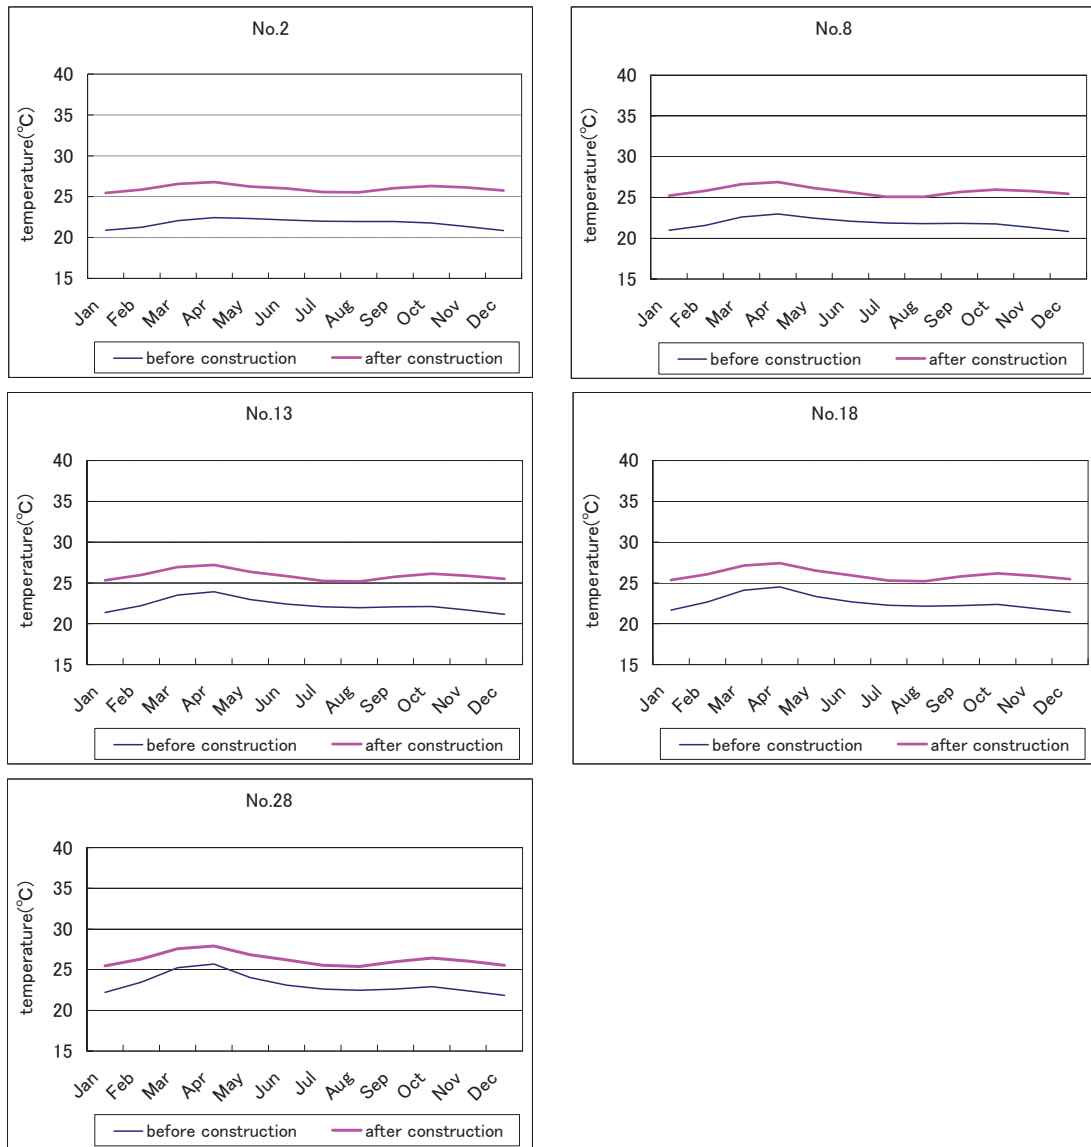 No.2
40
35
30
25
20
15
temperature(℃)
Jan Feb Mar Apr May Jun Jul Aug Sep Oct Nov Dec
before construction after construction
No.8
40
35
30
25
20
15
temperature(℃)
Jan Feb Mar Apr May Jun Jul Aug Sep Oct Nov Dec
before construction after construction
No.13
40
35
30
25
20
15
temperature(℃)
Jan Feb Mar Apr May Jun Jul Aug Sep Oct Nov Dec
before construction after construction
No.18
40
35
30
25
20
15
temperature(℃)
Jan Feb Mar Apr May Jun Jul Aug Sep Oct Nov Dec
before construction after construction
No.28
40
35
30
25
20
15
temperature(℃)
Jan Feb Mar Apr May Jun Jul Aug Sep Oct Nov Dec
before construction after construction